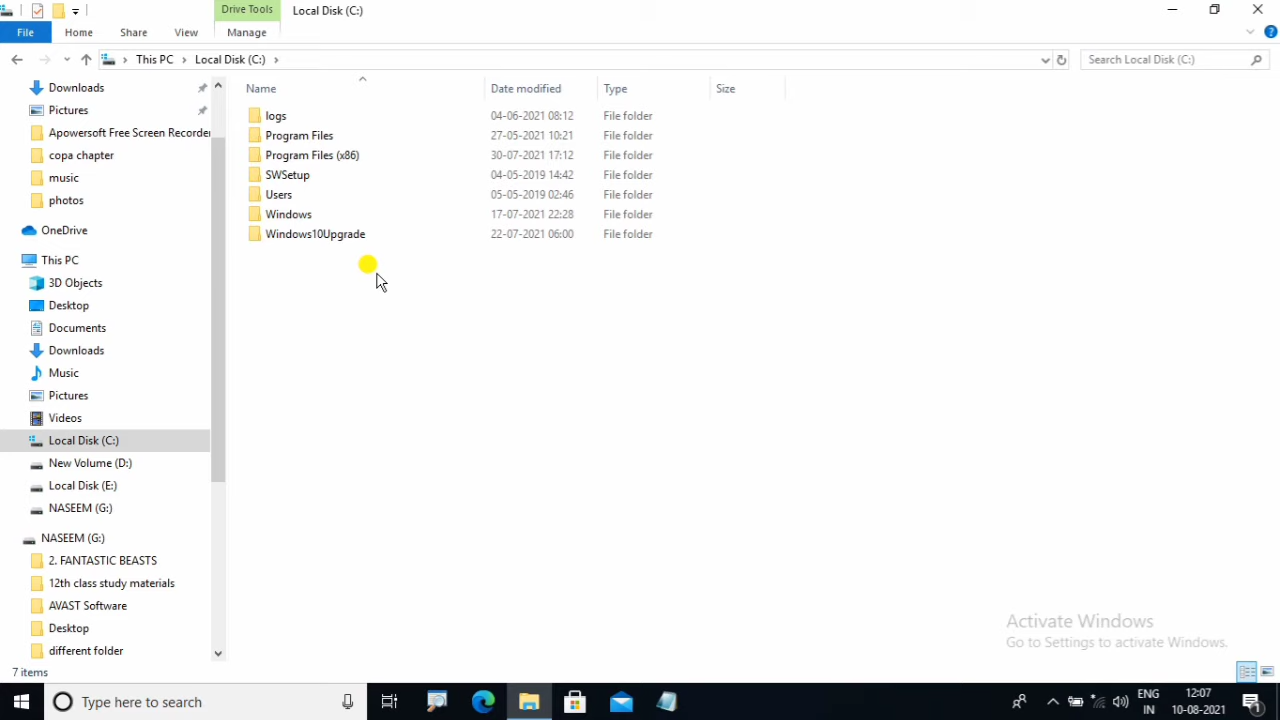 Drive Tools
Local Disk (C:)
File
Home
Share
View
Manage
This PC
Local Disk (C:)
Search Local Disk (C:)
Downloads
Pictures
Apowersoft Free Screen Recorder
copa chapter
music
photos
OneDrive
This PC
3D Objects
Desktop
Documents
Downloads
Music
Pictures
Videos
Local Disk (C:)
New Volume (D:)
Local Disk (E:)
NASEEM (G:)
NASEEM (G:)
2. FANTASTIC BEASTS
12th class study materials
AVAST Software
Desktop
different folder
Name Date modified Type Size
logs 04-06-2021 08:12 File folder
Program Files 27-05-2021 10:21 File folder
Program Files (x86) 30-07-2021 17:12 File folder
SWSetup 04-05-2019 14:42 File folder
Users 05-05-2019 02:46 File folder
Windows 17-07-2021 22:28 File folder
Windows10Upgrade 22-07-2021 06:00 File folder
Activate Windows
Go to Settings to activate Windows.
7 items
Type here to search
ENG
IN
12:07
10-08-2021
1